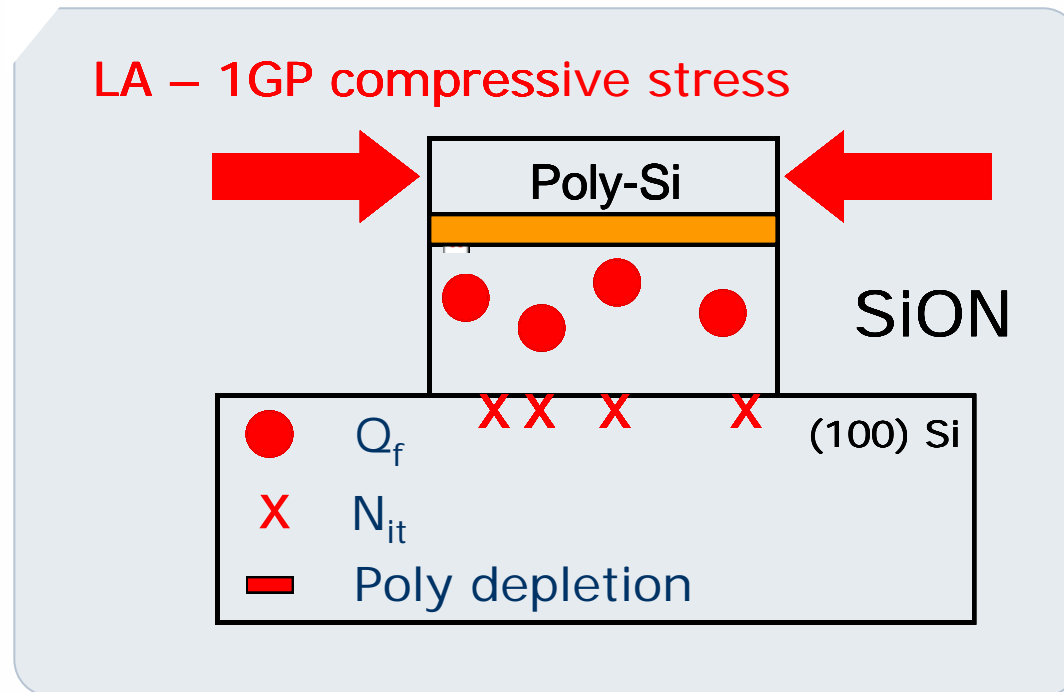 LA – 1GP compressive stress
Poly-Si
SiON
(100) Si
Qf
X Nit
Poly depletion
X X X X